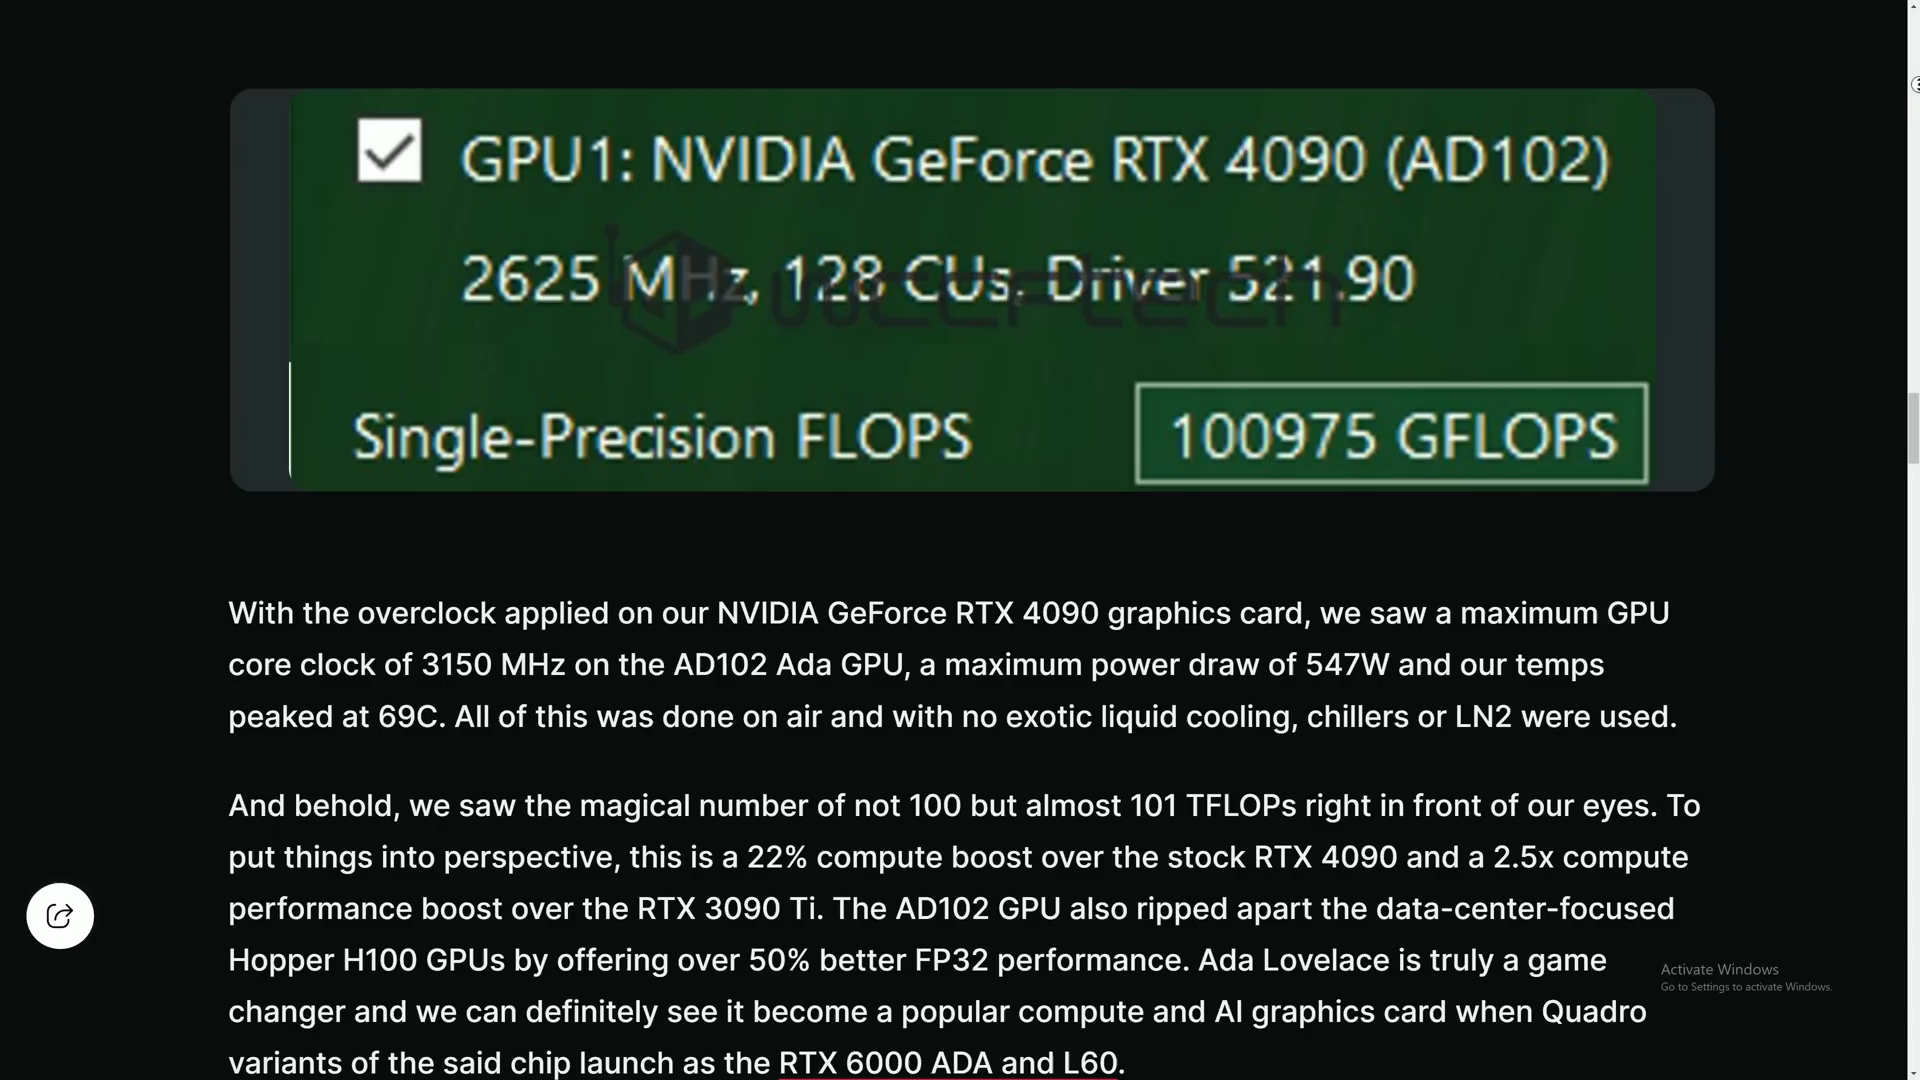 GPU1: NVIDIA GeForce RTX 4090 (AD102)
2625 MHz, 128 CUs, Driver 521.90
wccftech
Single-Precision FLOPS 100975 GFLOPS
With the overclock applied on our NVIDIA GeForce RTX 4090 graphics card, we saw a maximum GPU
core clock of 3150 MHz on the AD102 Ada GPU, a maximum power draw of 547W and our temps
peaked at 69C. All of this was done on air and with no exotic liquid cooling, chillers or LN2 were used.
And behold, we saw the magical number of not 100 but almost 101 TFLOPs right in front of our eyes. To
put things into perspective, this is a 22% compute boost over the stock RTX 4090 and a 2.5x compute
performance boost over the RTX 3090 Ti. The AD102 GPU also ripped apart the data-center-focused
Hopper H100 GPUs by offering over 50% better FP32 performance. Ada Lovelace is truly a game
changer and we can definitely see it become a popular compute and AI graphics card when Quadro
variants of the said chip launch as the RTX 6000 ADA and L60.
Activate Windows
Go to Settings to activate Windows.